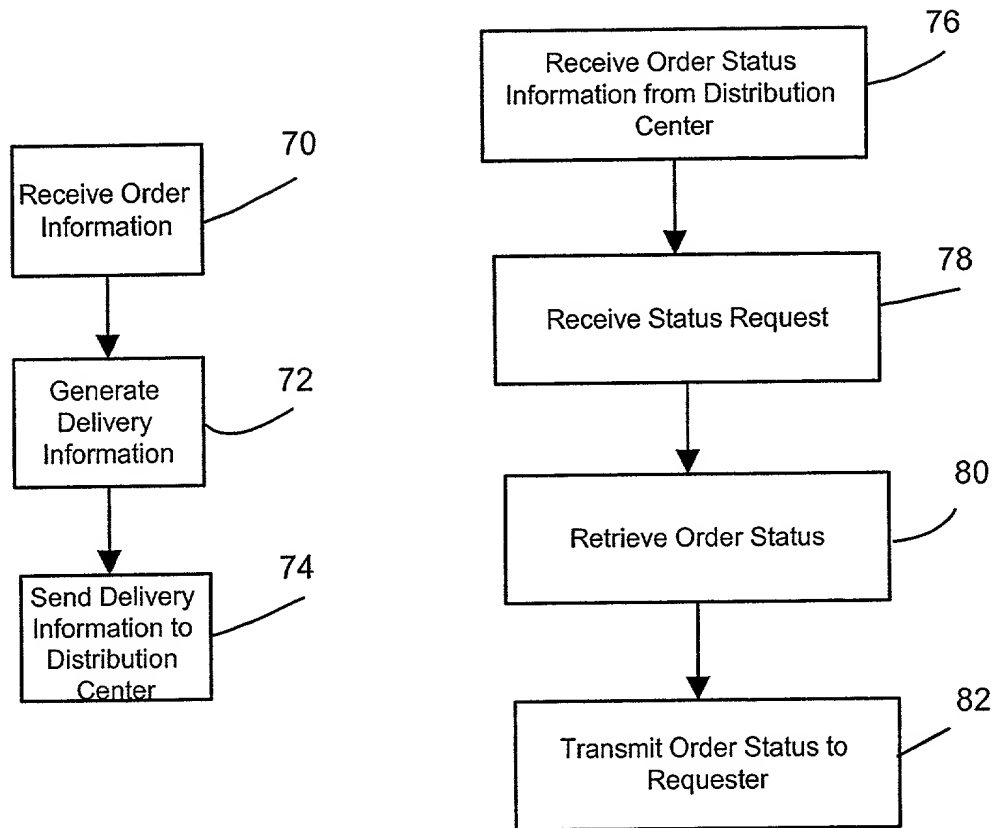 70
Receive Order
Information
72
Generate
Delivery
Information
74
Send Delivery
Information to
Distribution
Center
76
Receive Order Status
Information from Distribution
Center
78
Receive Status Request
80
Retrieve Order Status
82
Transmit Order Status to
Requester